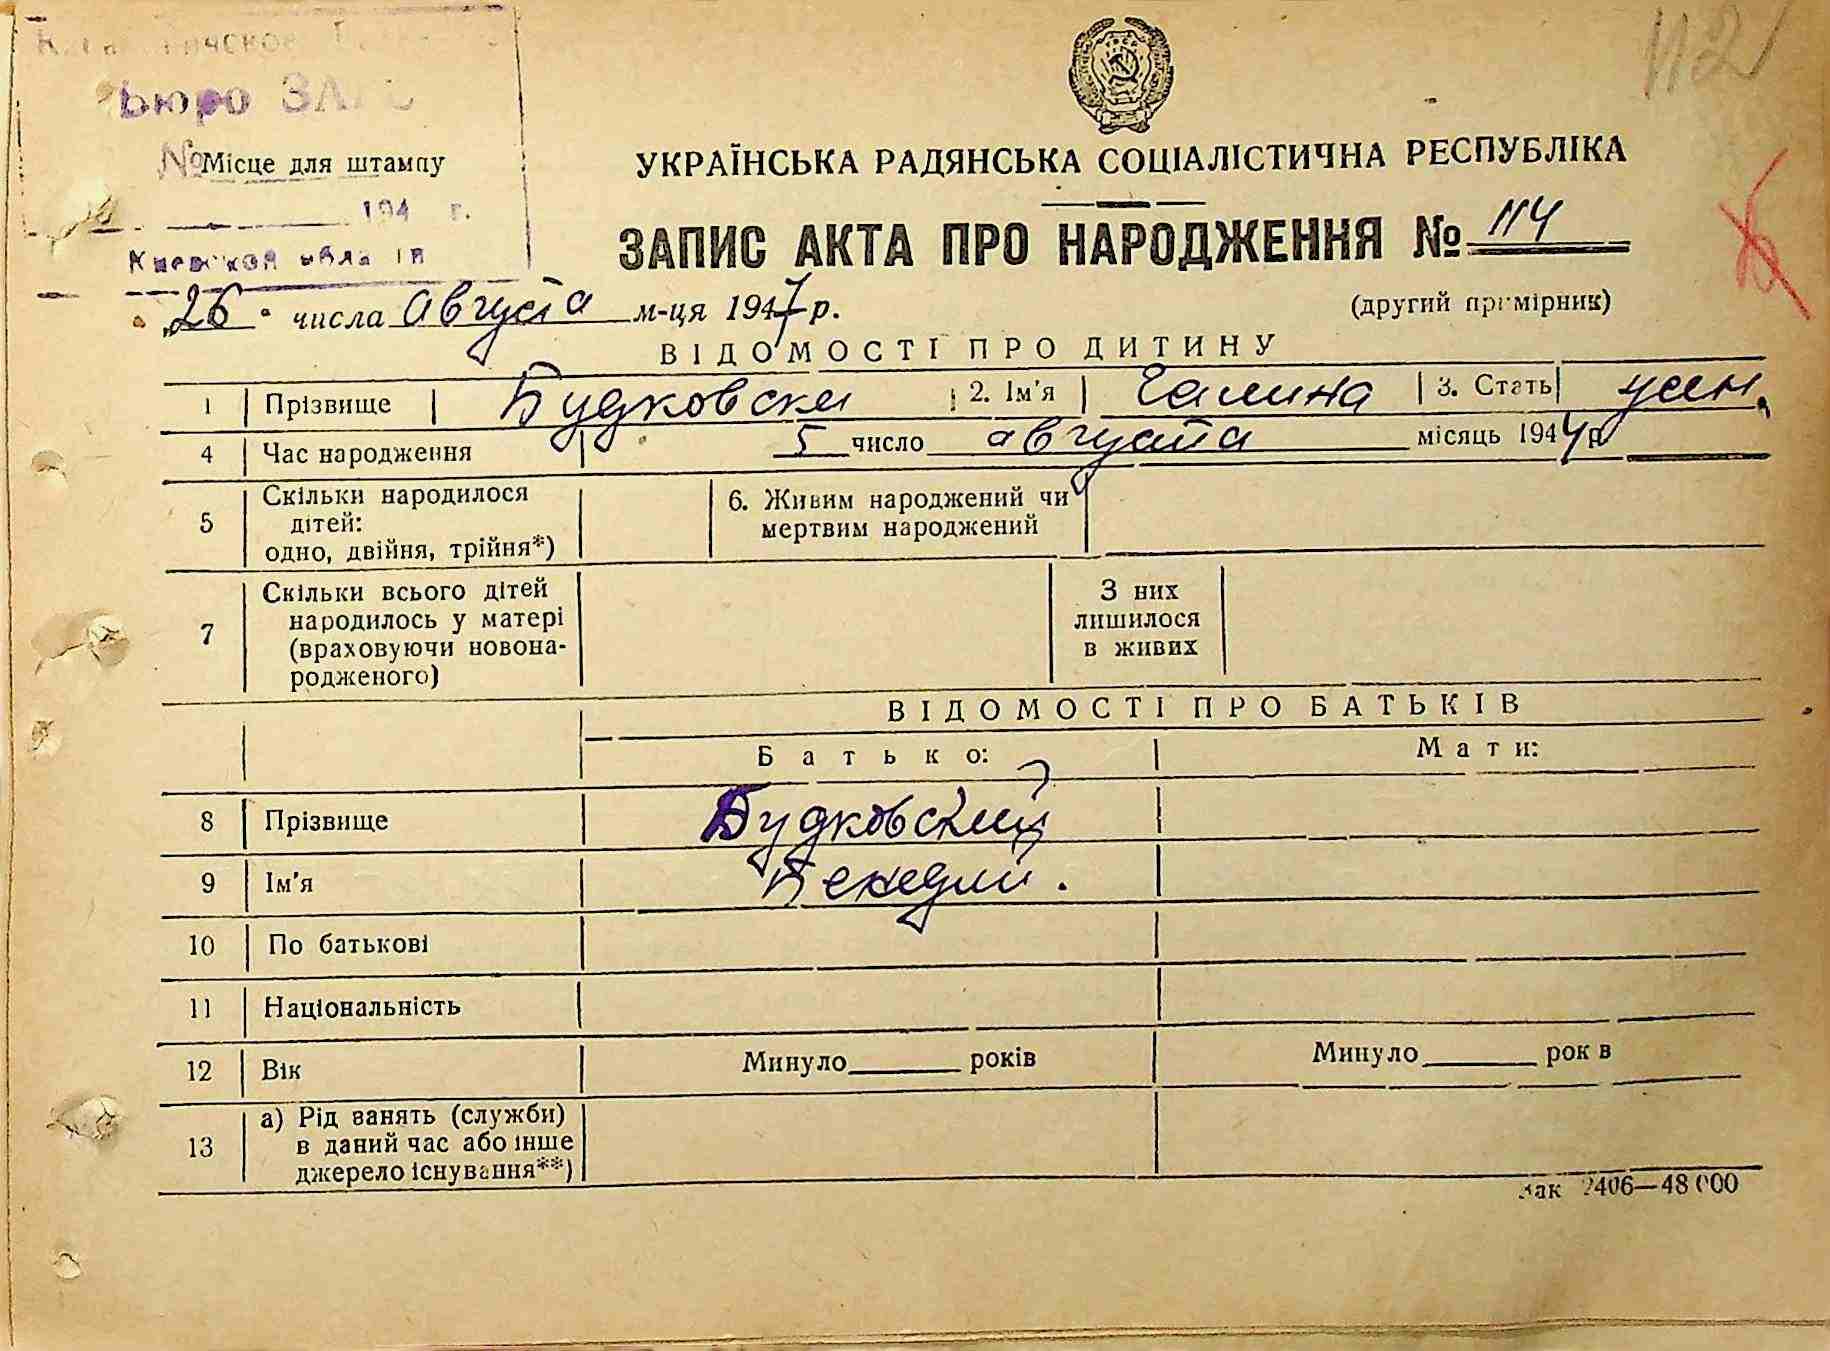 112
Бюро ЗАГС
№ Місце для штампу
194 г.
Киевской области
УКРАЇНСЬКА РАДЯНСЬКА СОЦІАЛІСТИЧНА РЕСПУБЛІКА
ЗАПИС АКТА ПРО НАРОДЖЕННЯ № 114
"26" числа августа м-ця 1947 р.
(другий примірник)
ВІДОМОСТІ ПРО ДИТИНУ
1 Прізвище Будковска 2. Ім'я Галина 3. Стать жен.
4 Час народження 5 число августа місяць 1944 р.
5 Скільки народилося дітей: одно, двійня, трійня*) 6. Живим народжений чи мертвим народжений
7 Скільки всього дітей народилось у матері (враховуючи новонародженого) З них лишилося в живих
ВІДОМОСТІ ПРО БАТЬКІВ
Батько: Мати:
8 Прізвище Будковский
9 Ім'я
10 По батькові
11 Національність
12 Вік Минуло років Минуло рок в
13 а) Рід занять (служби) в даний час або інше джерело існування**)
Зак 2406—48 000